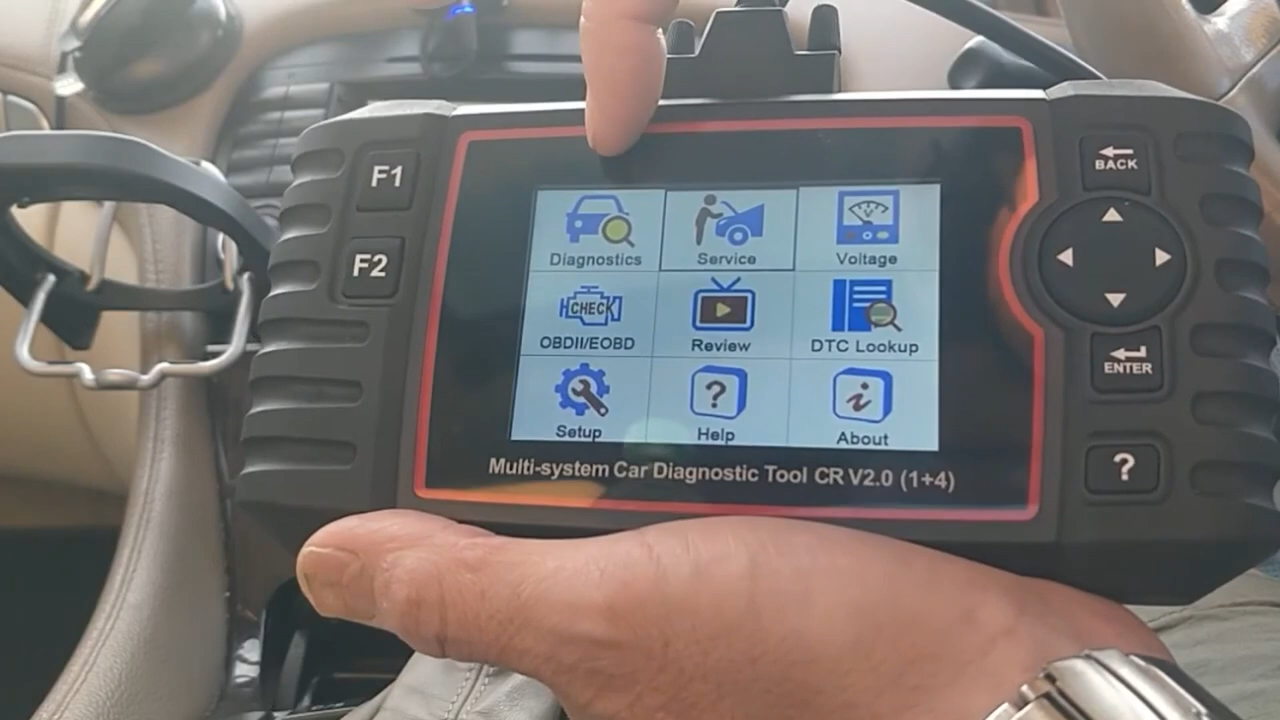 F1
F2
Diagnostics
Service
Voltage
CHECK
OBDII/EOBD
Review
DTC Lookup
?
i
Setup
Help
About
Multi-system Car Diagnostic Tool CR V2.0 (1+4)
BACK
ENTER
?